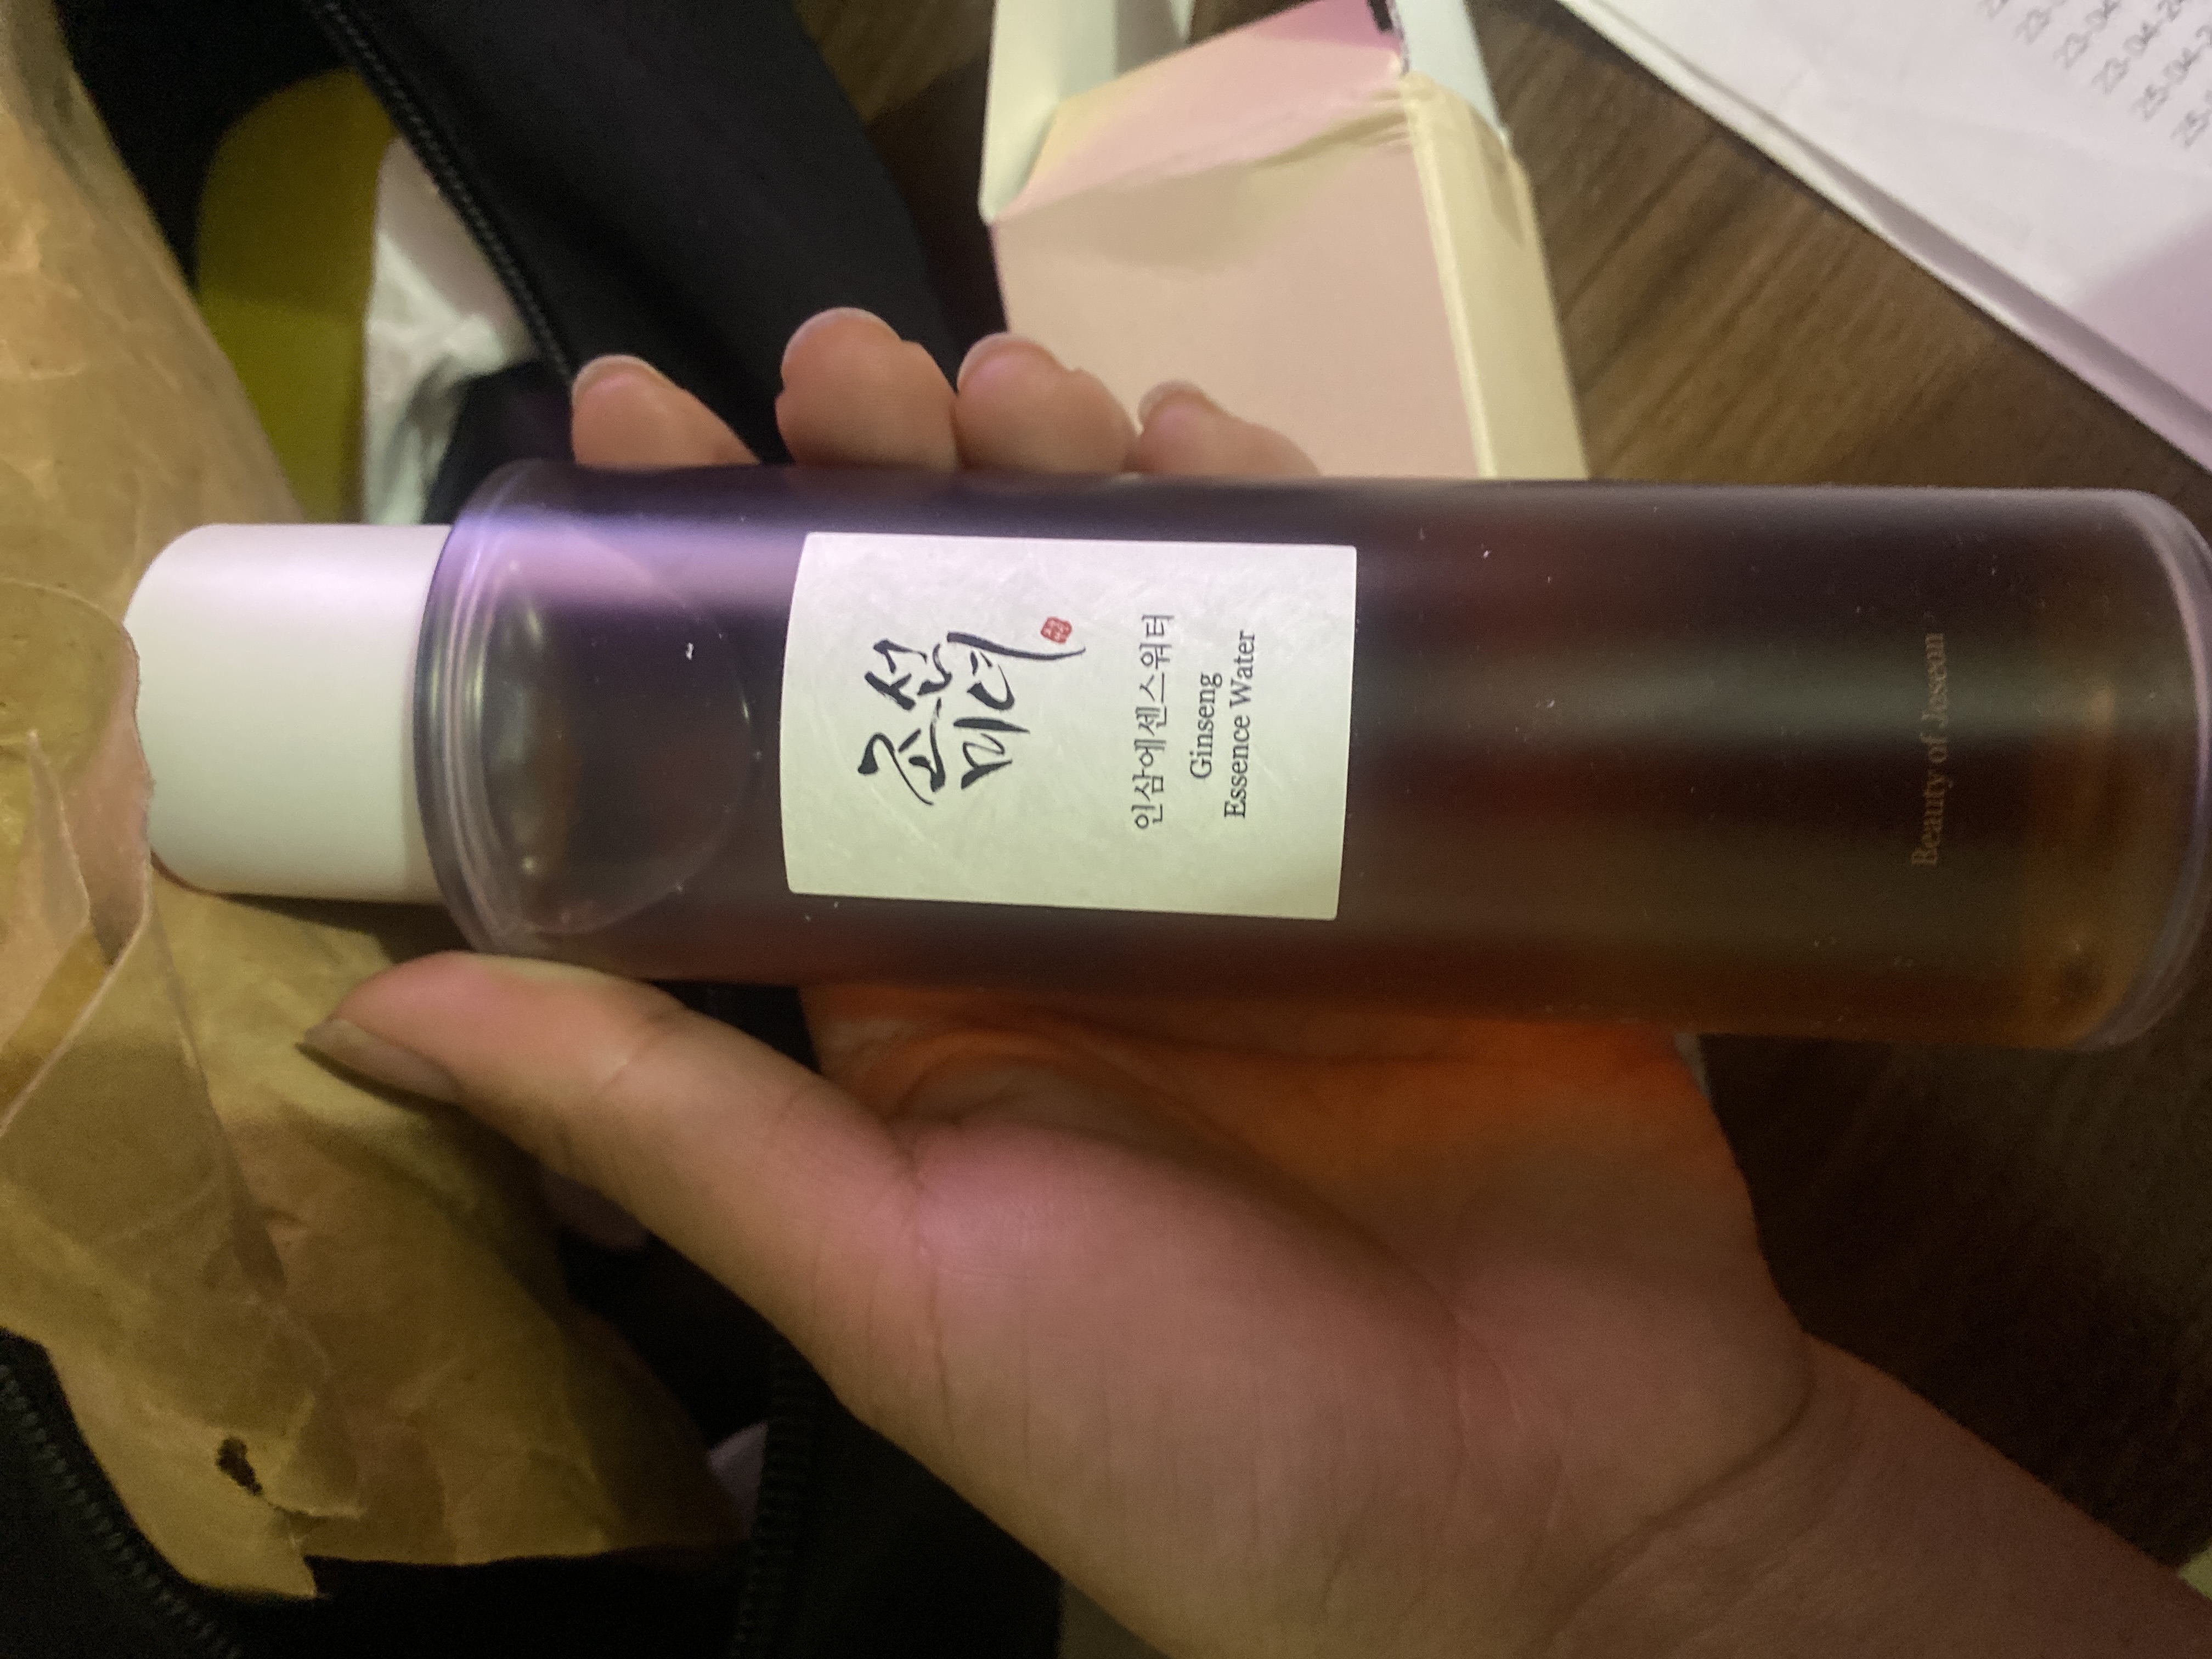 조선
미녀
인삼에센스워터
Ginseng
Essence Water
Beauty of Joseon